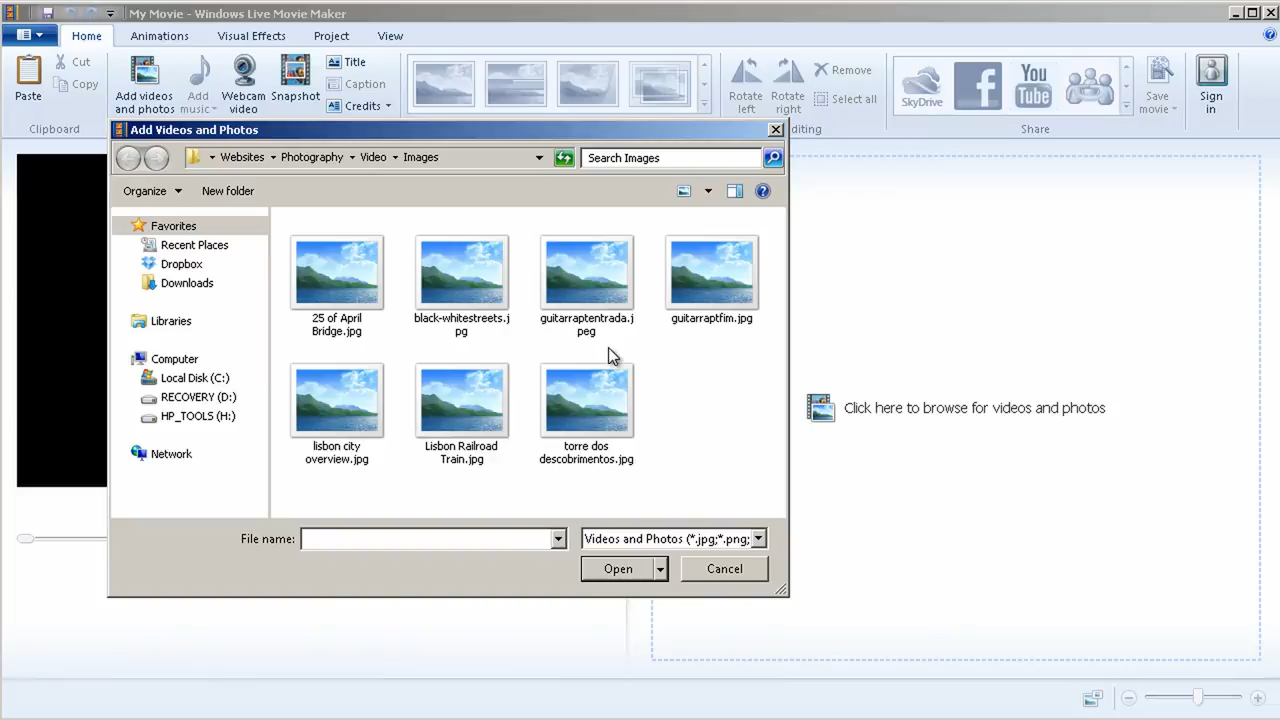 My Movie - Windows Live Movie Maker
Home
Animations
Visual Effects
Project
View
Paste
Cut
Copy
Clipboard
Add videos
and photos
Add
music
Webcam
video
Snapshot
Title
Caption
Credits
Rotate
left
Rotate
right
Remove
Select all
diting
SkyDrive
f
You
Tube
Share
Save
movie
Sign
in
Add Videos and Photos
Websites
Photography
Video
Images
Search Images
Organize
New folder
Favorites
Recent Places
Dropbox
Downloads
Libraries
Computer
Local Disk (C:)
RECOVERY (D:)
HP_TOOLS (H:)
Network
25 of April
Bridge.jpg
black-whitestreets.j
pg
guitarraptentrada.j
peg
guitarraptfim.jpg
lisbon city
overview.jpg
Lisbon Railroad
Train.jpg
torre dos
descobrimentos.jpg
File name:
Videos and Photos (*.jpg;*.png;
Open
Cancel
Click here to browse for videos and photos